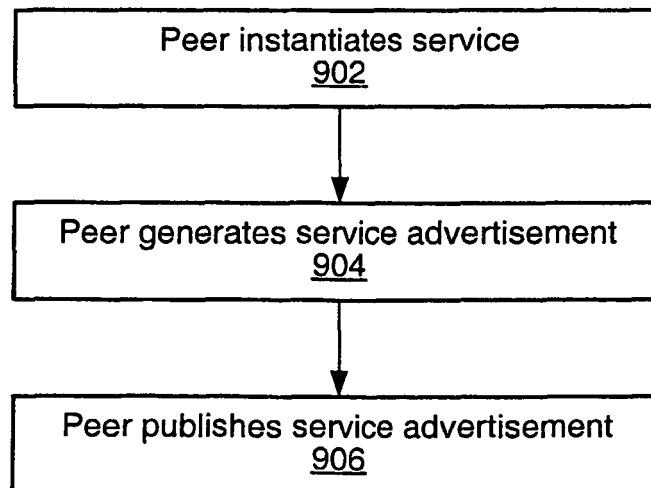 Peer instantiates service
902
Peer generates service advertisement
904
Peer publishes service advertisement
906